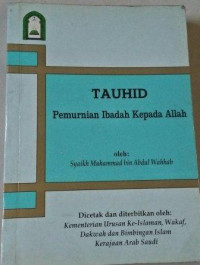 TAUHID
Pemurnian Ibadah Kepada Allah
oleh:
Syaikh Muhammad bin Abdul Wahhab
Dicetak dan diterbitkan oleh:
Kementerian Urusan Ke-Islaman, Wakaf,
Dakwah dan Bimbingan Islam
Kerajaan Arab Saudi